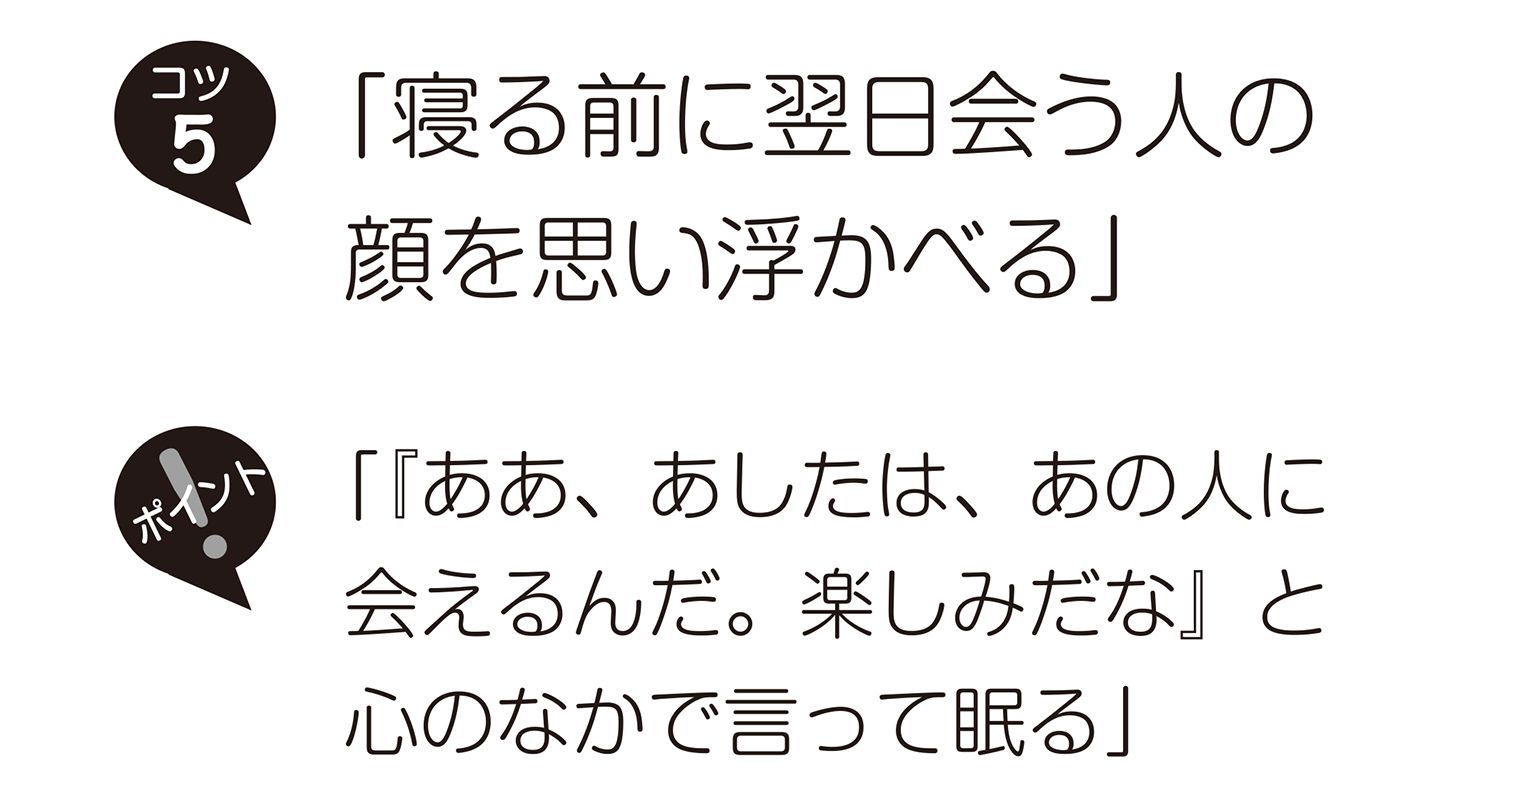 コツ
5
「寝る前に翌日会う人の
顔を思い浮かべる」
ポイント
「『ああ、あしたは、あの人に
会えるんだ。楽しみだな』と
心のなかで言って眠る」